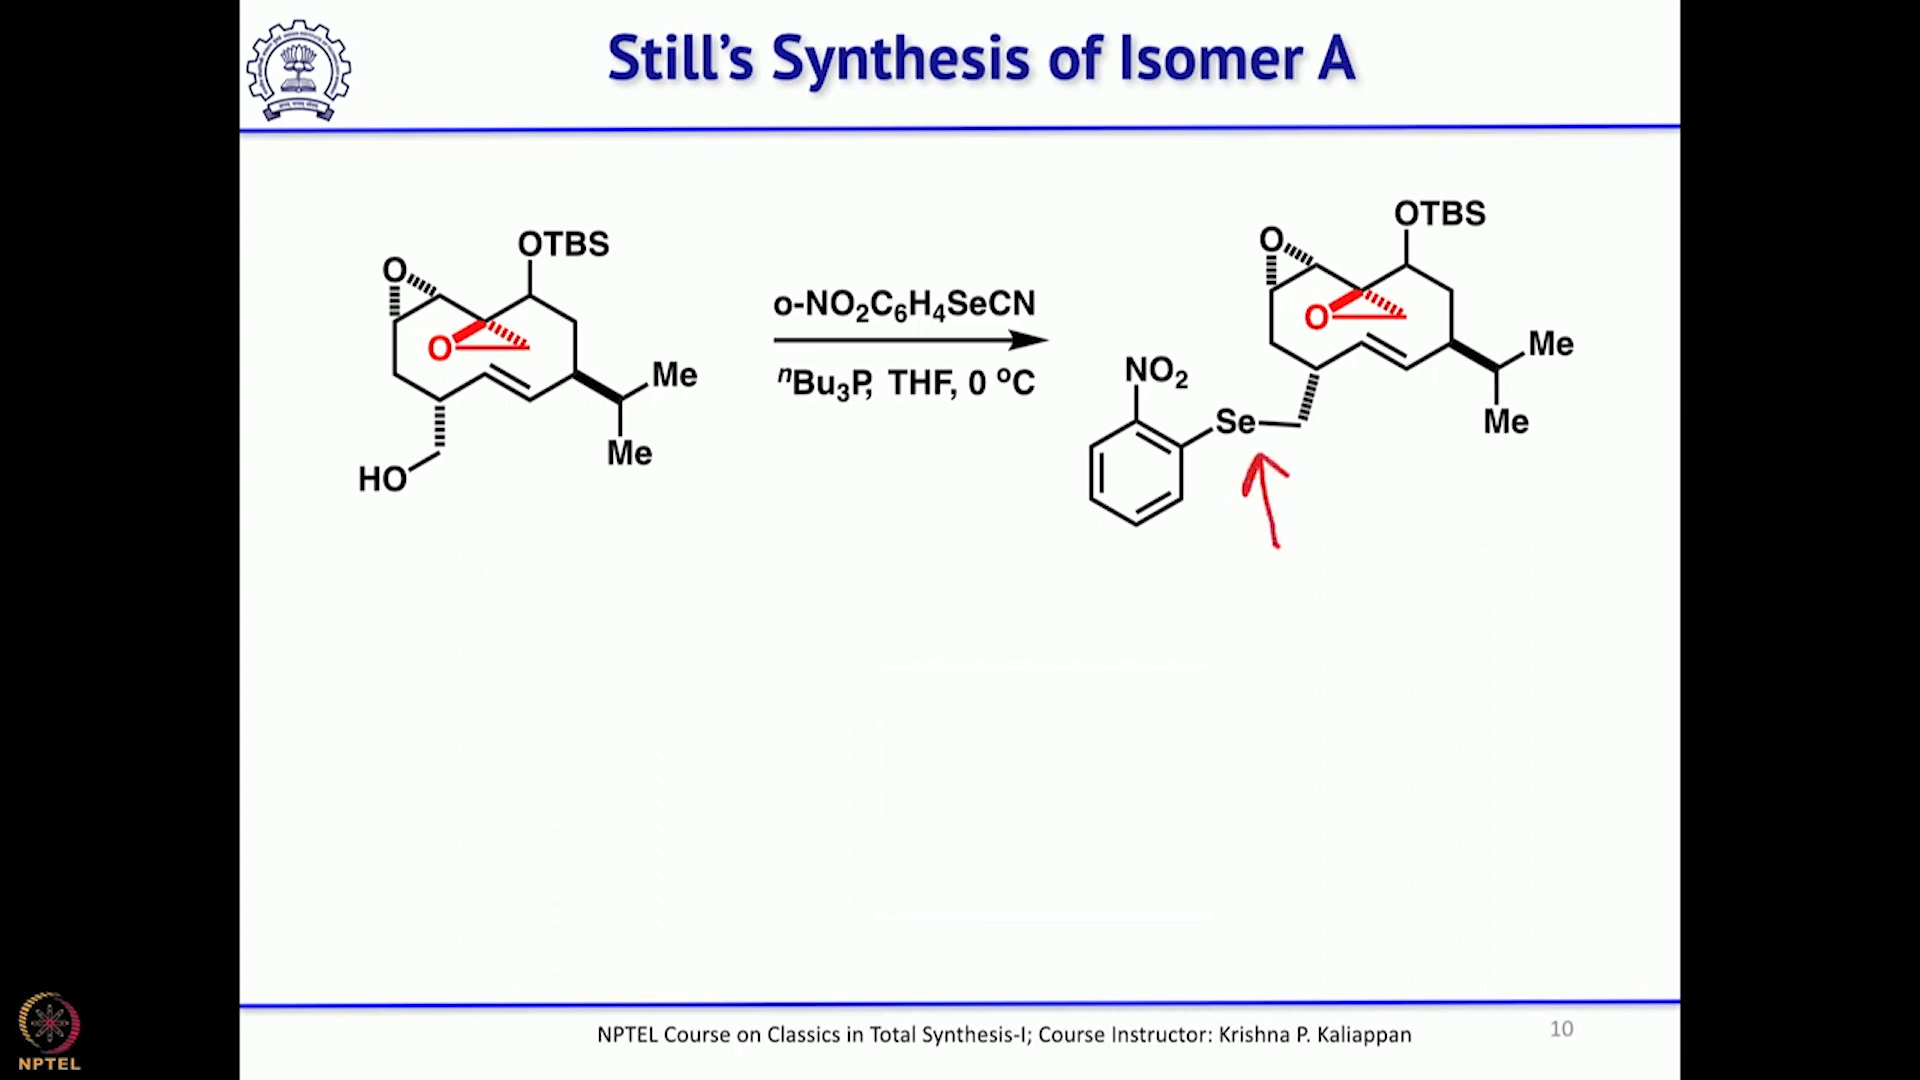 Still's Synthesis of Isomer A
OTBS
O
O
Me
Me
HO
o-NO₂C₆H₄SeCN
ⁿBu₃P, THF, 0 ºC
OTBS
O
O
Me
Me
NO₂
Se
NPTEL Course on Classics in Total Synthesis-I; Course Instructor: Krishna P. Kaliappan
10
NPTEL